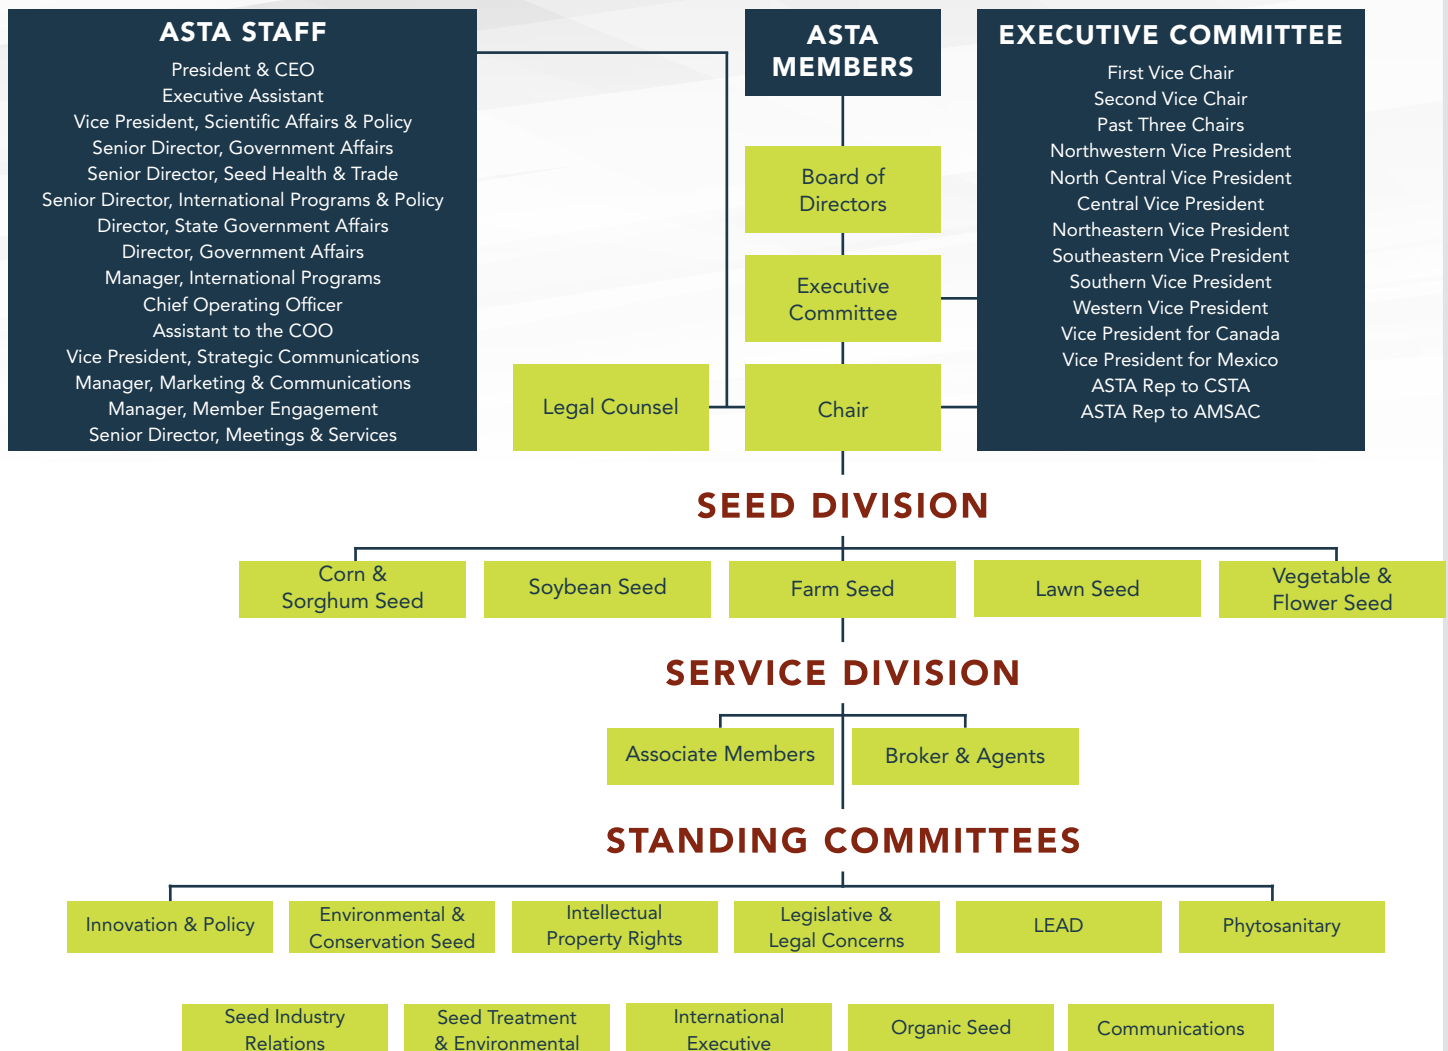 ASTA STAFF
President & CEO
Executive Assistant
Vice President, Scientific Affairs & Policy
Senior Director, Government Affairs
Senior Director, Seed Health & Trade
Senior Director, International Programs & Policy
Director, State Government Affairs
Director, Government Affairs
Manager, International Programs
Chief Operating Officer
Assistant to the COO
Vice President, Strategic Communications
Manager, Marketing & Communications
Manager, Member Engagement
Senior Director, Meetings & Services
ASTA
MEMBERS
Board of
Directors
Executive
Committee
Legal Counsel
Chair
EXECUTIVE COMMITTEE
First Vice Chair
Second Vice Chair
Past Three Chairs
Northwestern Vice President
North Central Vice President
Central Vice President
Northeastern Vice President
Southeastern Vice President
Southern Vice President
Western Vice President
Vice President for Canada
Vice President for Mexico
ASTA Rep to CSTA
ASTA Rep to AMSAC
SEED DIVISION
Corn &
Sorghum Seed
Soybean Seed
Farm Seed
Lawn Seed
Vegetable &
Flower Seed
SERVICE DIVISION
Associate Members
Broker & Agents
STANDING COMMITTEES
Innovation & Policy
Environmental &
Conservation Seed
Intellectual
Property Rights
Legislative &
Legal Concerns
LEAD
Phytosanitary
Seed Industry
Relations
Seed Treatment
& Environmental
International
Executive
Organic Seed
Communications